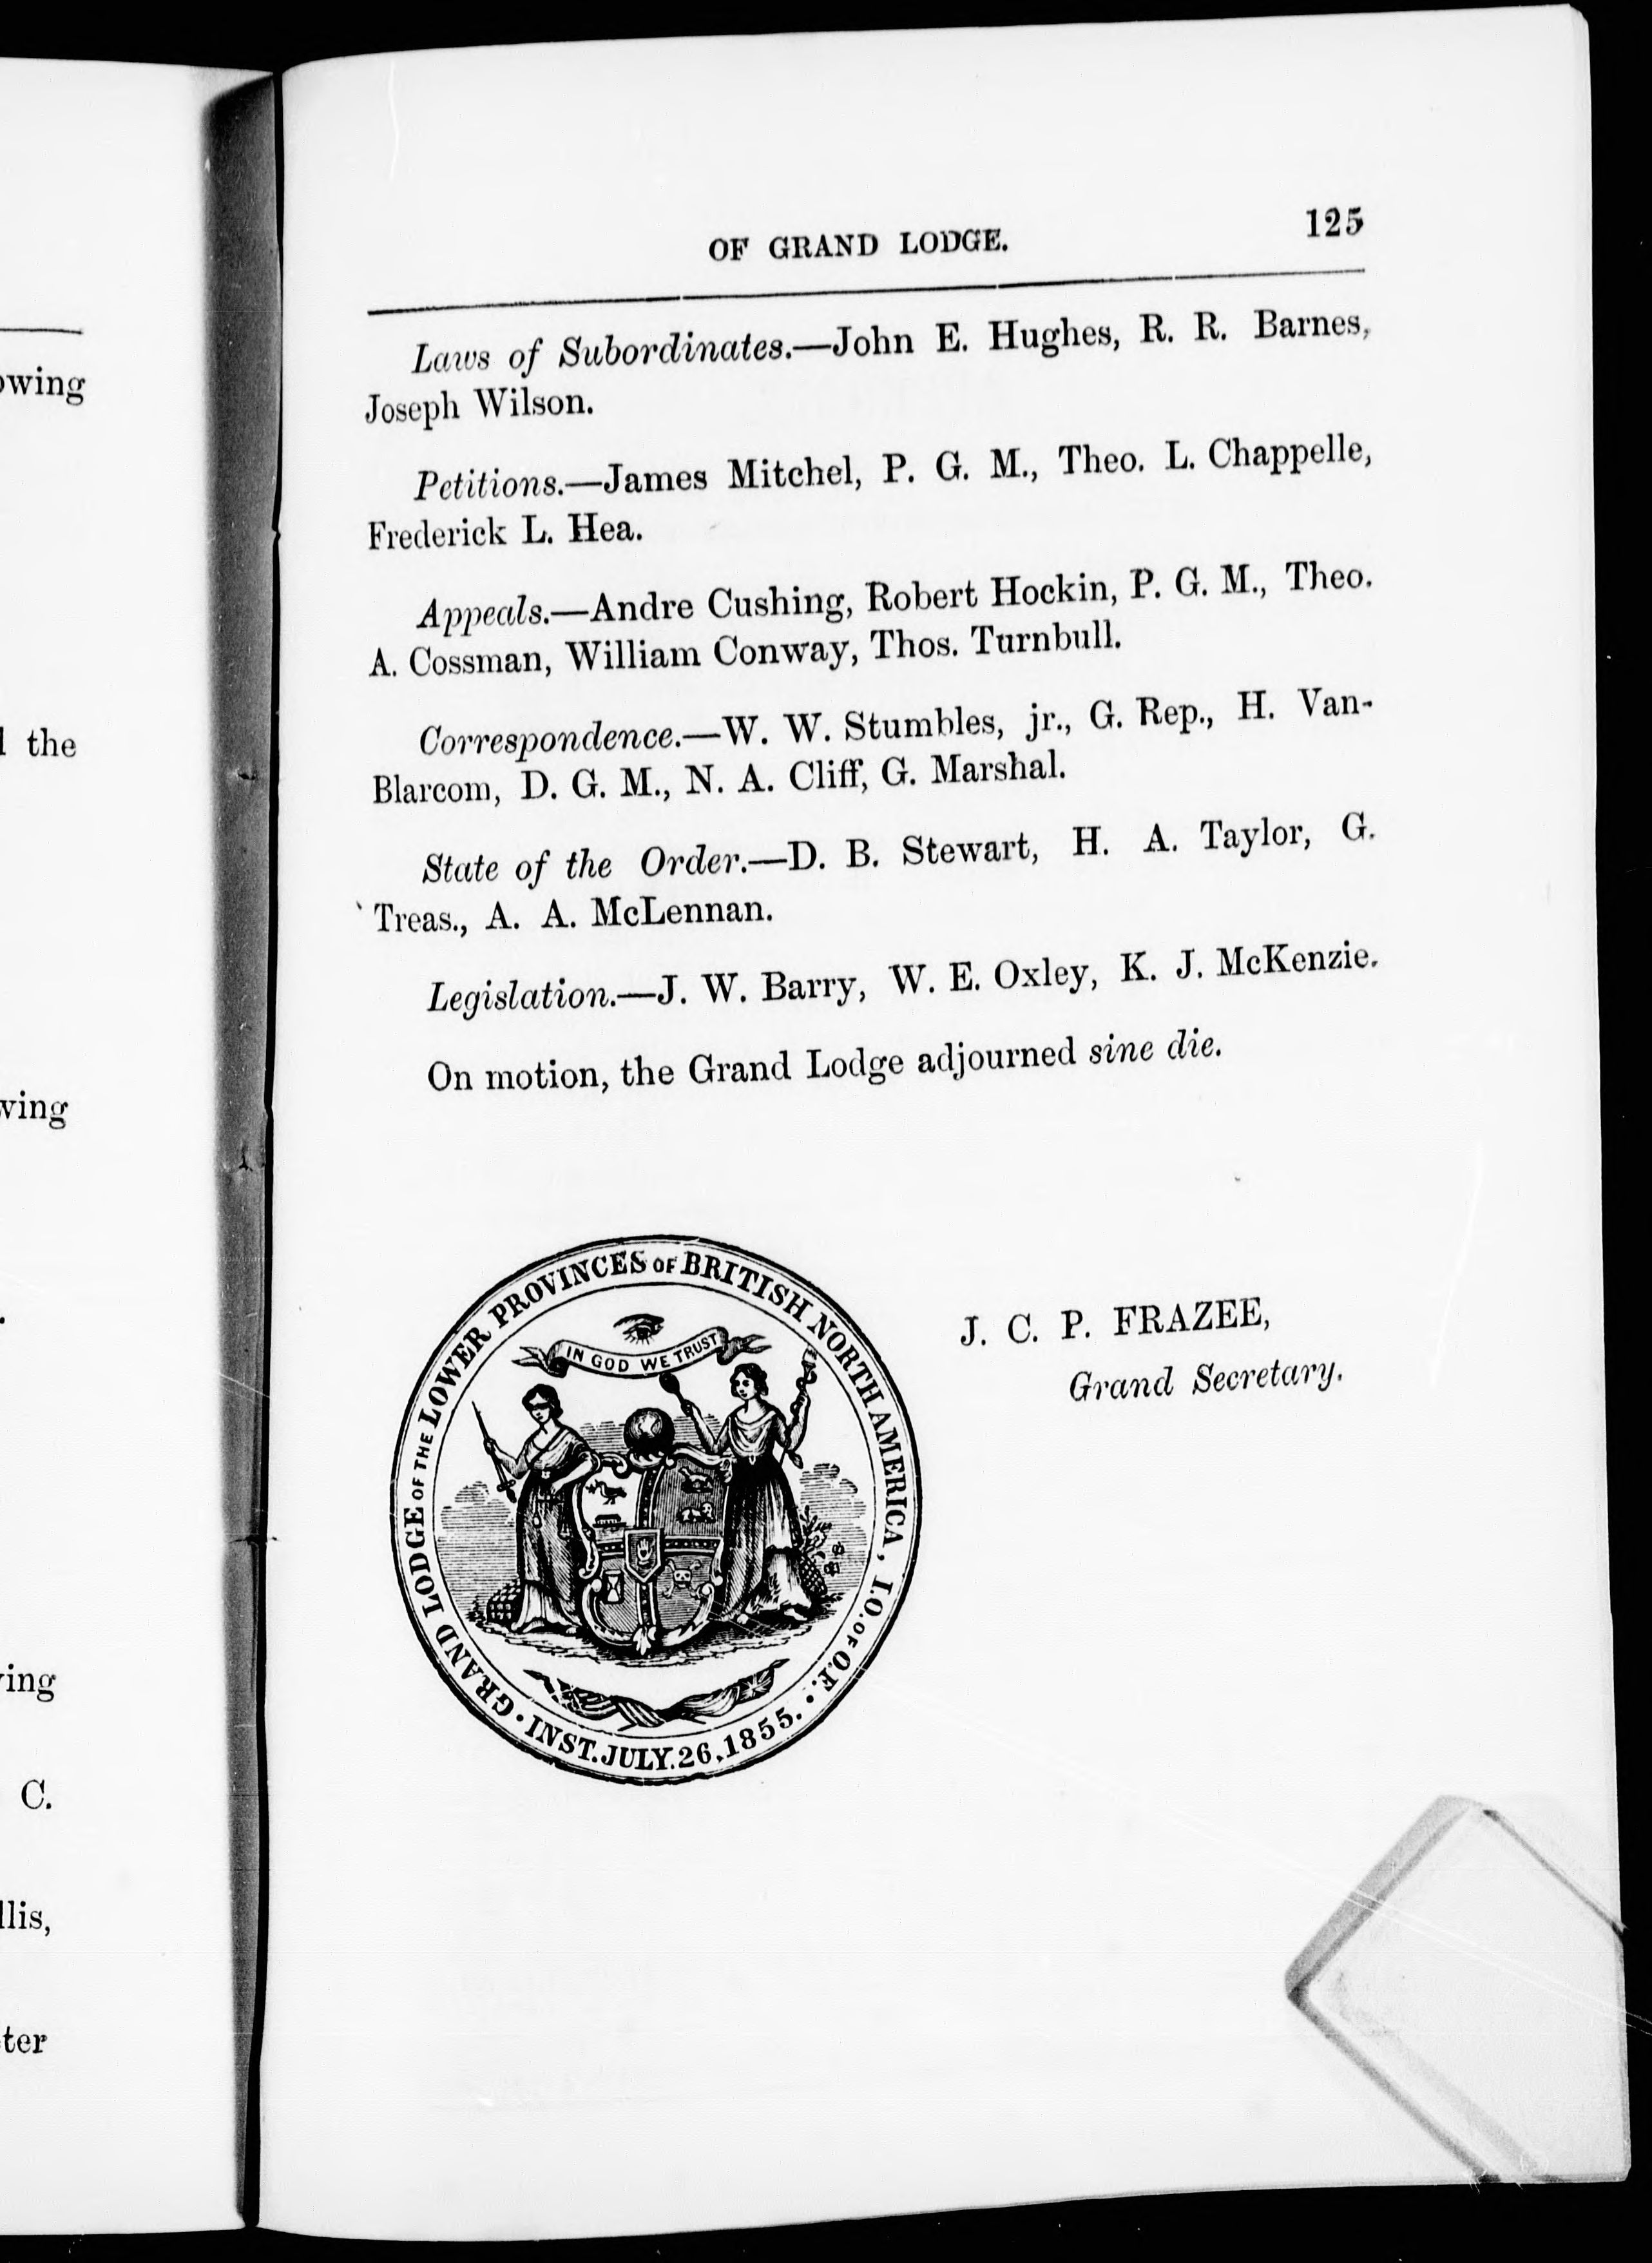 owing
the
ving
ing
C.
llis,
ter
OF GRAND LODGE. 125
Laws of Subordinates.—John E. Hughes, R. R. Barnes,
Joseph Wilson.
Petitions.—James Mitchel, P. G. M., Theo. L. Chappelle,
Frederick L. Hea.
Appeals.—Andre Cushing, Robert Hockin, P. G. M., Theo.
A. Cossman, William Conway, Thos. Turnbull.
Correspondence.—W. W. Stumbles, jr., G. Rep., H. Van-
Blarcom, D. G. M., N. A. Cliff, G. Marshal.
State of the Order.—D. B. Stewart, H. A. Taylor, G.
Treas., A. A. McLennan.
Legislation.—J. W. Barry, W. E. Oxley, K. J. McKenzie.
On motion, the Grand Lodge adjourned sine die.
GRAND LODGE OF THE LOWER PROVINCES OF BRITISH NORTH AMERICA, I.O. OF O.F.
IN GOD WE TRUST
INST. JULY. 26, 1855.
J. C. P. FRAZEE,
Grand Secretary.